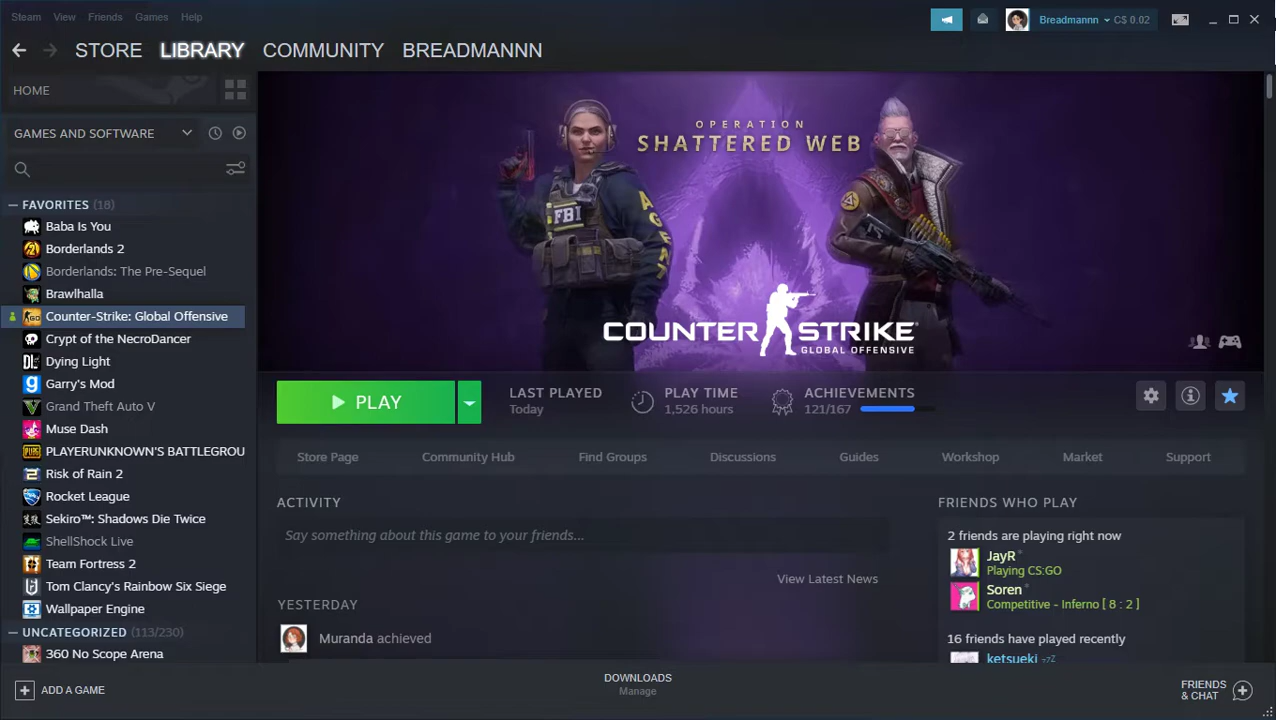 Steam View Friends Games Help
Breadmannn C$ 0.02
STORE LIBRARY COMMUNITY BREADMANNN
HOME
GAMES AND SOFTWARE
FAVORITES (18)
Baba Is You
Borderlands 2
Borderlands: The Pre-Sequel
Brawlhalla
Counter-Strike: Global Offensive
Crypt of the NecroDancer
Dying Light
Garry's Mod
Grand Theft Auto V
Muse Dash
PLAYERUNKNOWN'S BATTLEGROU
Risk of Rain 2
Rocket League
Sekiro™: Shadows Die Twice
ShellShock Live
Team Fortress 2
Tom Clancy's Rainbow Six Siege
Wallpaper Engine
UNCATEGORIZED (113/230)
360 No Scope Arena
ADD A GAME
OPERATION
SHATTERED WEB
FBI
AGENT
COUNTER STRIKE
GLOBAL OFFENSIVE
PLAY
LAST PLAYED
Today
PLAY TIME
1,526 hours
ACHIEVEMENTS
121/167
Store Page Community Hub Find Groups Discussions Guides Workshop Market Support
ACTIVITY
Say something about this game to your friends...
View Latest News
YESTERDAY
Muranda achieved
FRIENDS WHO PLAY
2 friends are playing right now
JayR
Playing CS:GO
Soren
Competitive - Inferno [ 8 : 2 ]
16 friends have played recently
ketsueki zZ
DOWNLOADS
Manage
FRIENDS
& CHAT